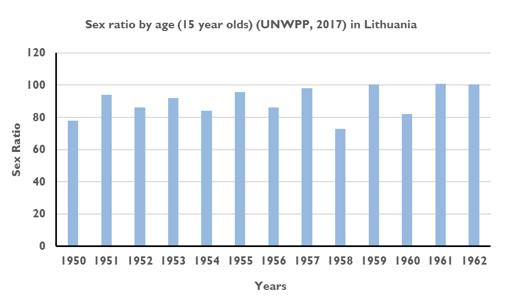 Sex ratio by age (15 year olds) (UNWPP, 2017) in Lithuania
120
100
80
60
40
20
0
Sex Ratio
1950 1951 1952 1953 1954 1955 1956 1957 1958 1959 1960 1961 1962
Years